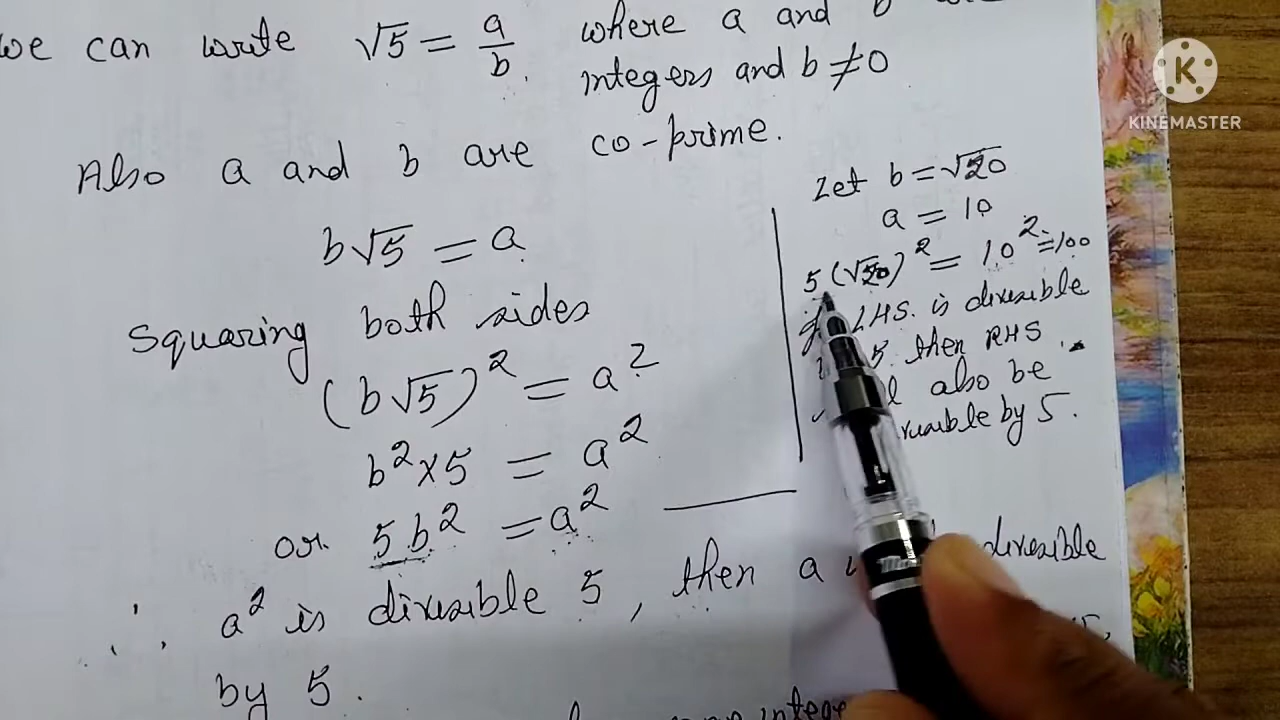 we can write √5 = a/b. where a and b
integers and b ≠ 0
Also a and b are co-prime.
b√5 = a
Squaring both sides
(b√5)² = a²
b² × 5 = a²
or 5b² = a²
∴ a² is divisible 5, then a divisible
by 5.
Let b = √20
a = 10
5(√20)² = 10² = 100
LHS. is divisible
5. then RHS
also be
by 5.
KINEMASTER